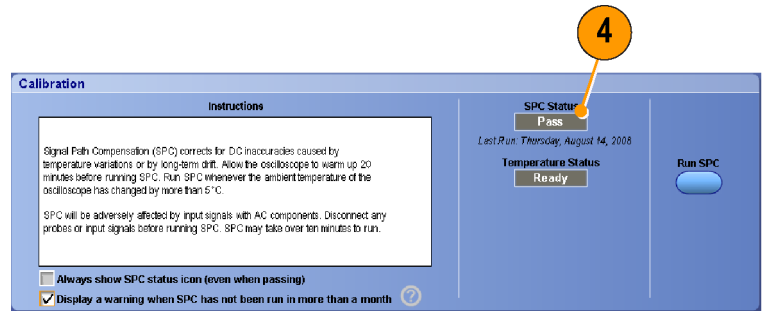 4
Calibration
Instructions
Signal Path Compensation (SPC) corrects for DC inaccuracies caused by
temperature variations or by long-term drift. Allow the oscilloscope to warm up 20
minutes before running SPC. Run SPC whenever the ambient temperature of the
oscilloscope has changed by more than 5°C.
SPC will be adversely affected by input signals with AC components. Disconnect any
probes or input signals before running SPC. SPC may take over ten minutes to run.
Always show SPC status icon (even when passing)
Display a warning when SPC has not been run in more than a month ?
SPC Status
Pass
Last Run: Thursday, August 14, 2008
Temperature Status
Ready
Run SPC